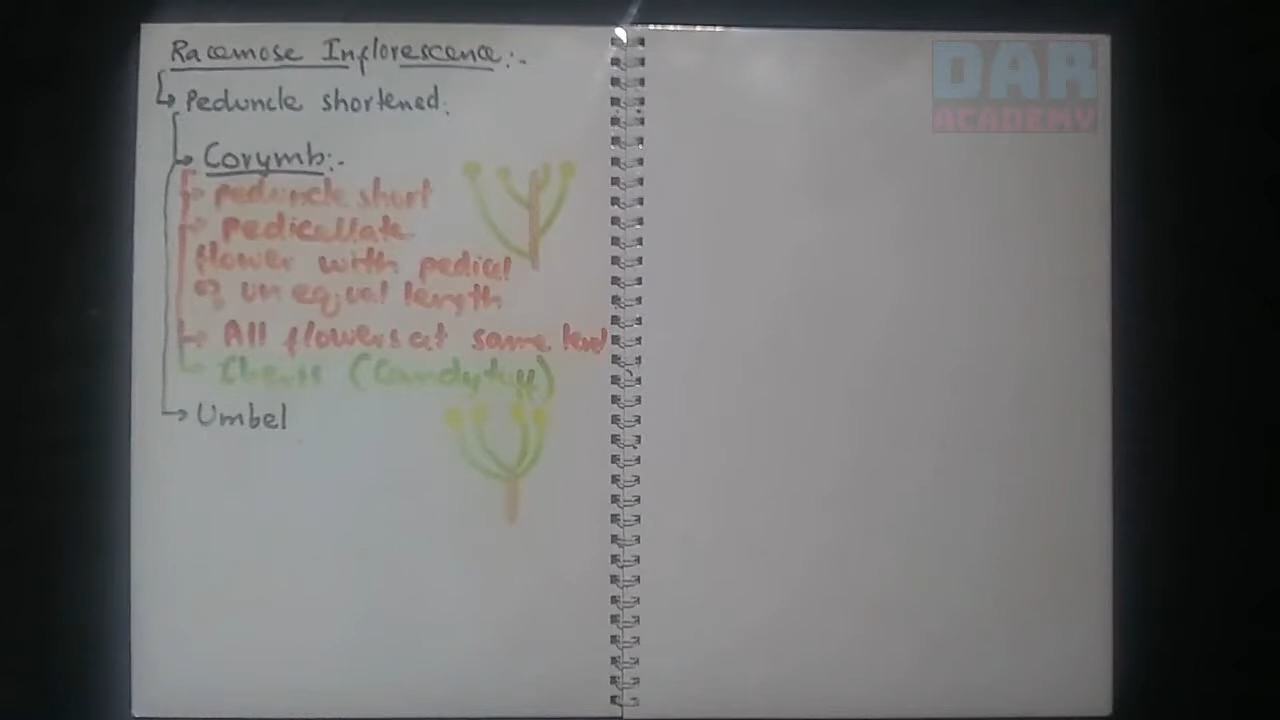 Racemose Inflorescence:-
Peduncle shortened:
Corymb:-
peduncle short
Pedicellate
flower with pedicel
of unequal length
All flowers at same level
(Candytuff)
Umbel
DAR
ACADEMY